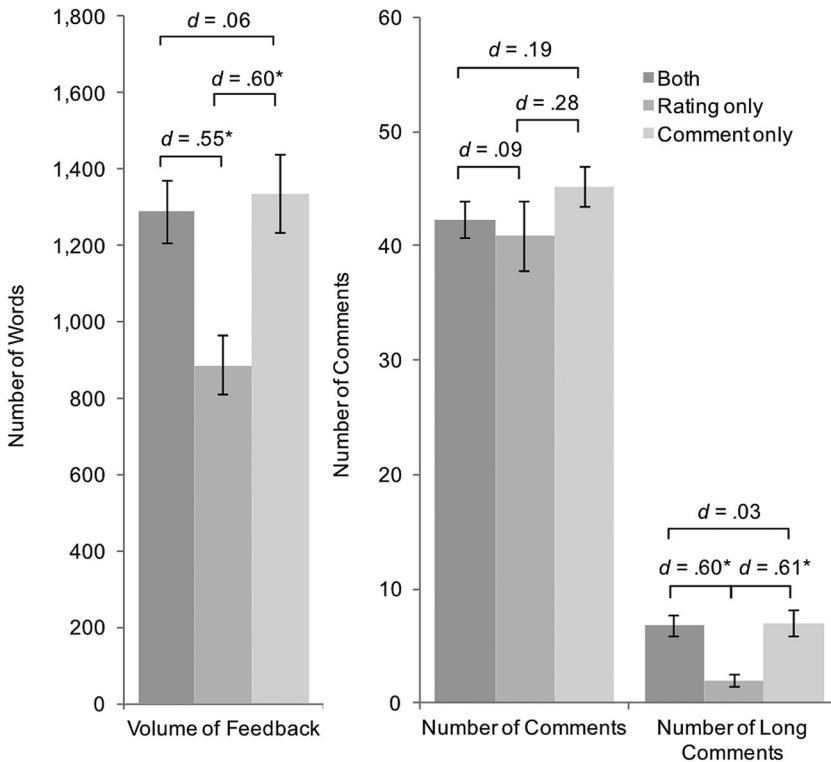 1,800
1,600
1,400
1,200
1,000
800
600
400
200
0
Number of Words
d = .06
d = .60*
d = .55*
Volume of Feedback
60
50
40
30
20
10
0
Number of Comments
d = .19
d = .28
d = .09
Both
Rating only
Comment only
d = .03
d = .60* d = .61*
Number of Comments
Number of Long
Comments